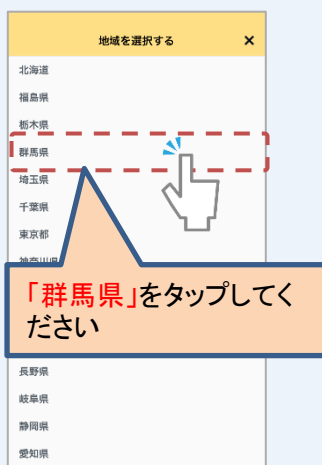 地域を選択する ×
北海道
福島県
栃木県
群馬県
埼玉県
千葉県
東京都
「群馬県」をタップしてく
ださい
長野県
岐阜県
静岡県
愛知県